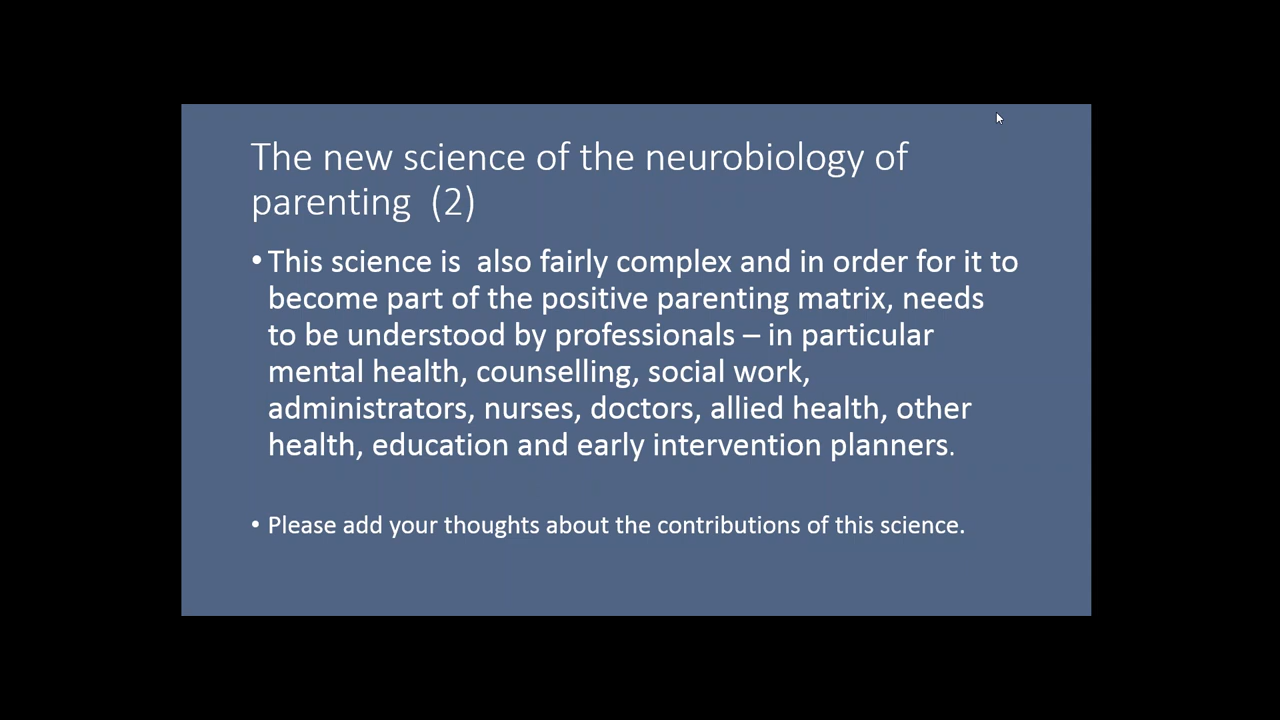 The new science of the neurobiology of
parenting  (2)
• This science is  also fairly complex and in order for it to
become part of the positive parenting matrix, needs
to be understood by professionals – in particular
mental health, counselling, social work,
administrators, nurses, doctors, allied health, other
health, education and early intervention planners.
• Please add your thoughts about the contributions of this science.